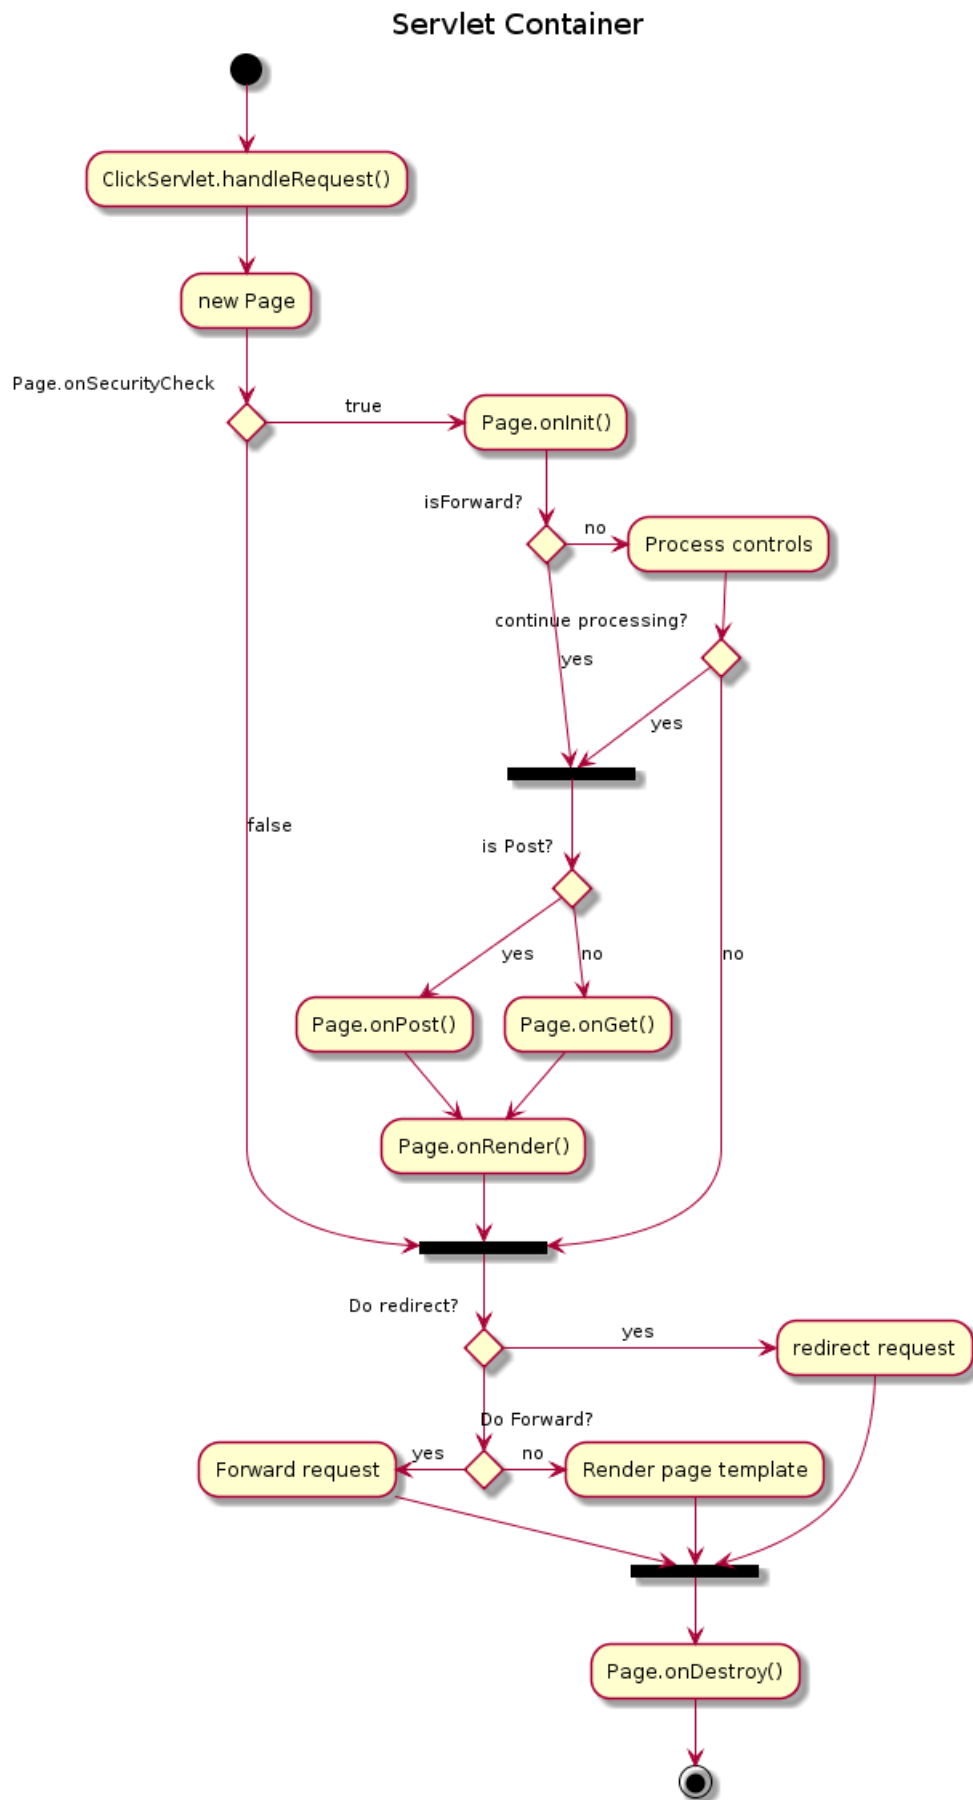 Servlet Container
ClickServlet.handleRequest()
new Page
Page.onSecurityCheck
true
Page.onInit()
isForward?
no
Process controls
continue processing?
yes
yes
false
is Post?
yes
no
no
Page.onPost()
Page.onGet()
Page.onRender()
Do redirect?
yes
redirect request
Do Forward?
yes
no
Forward request
Render page template
Page.onDestroy()